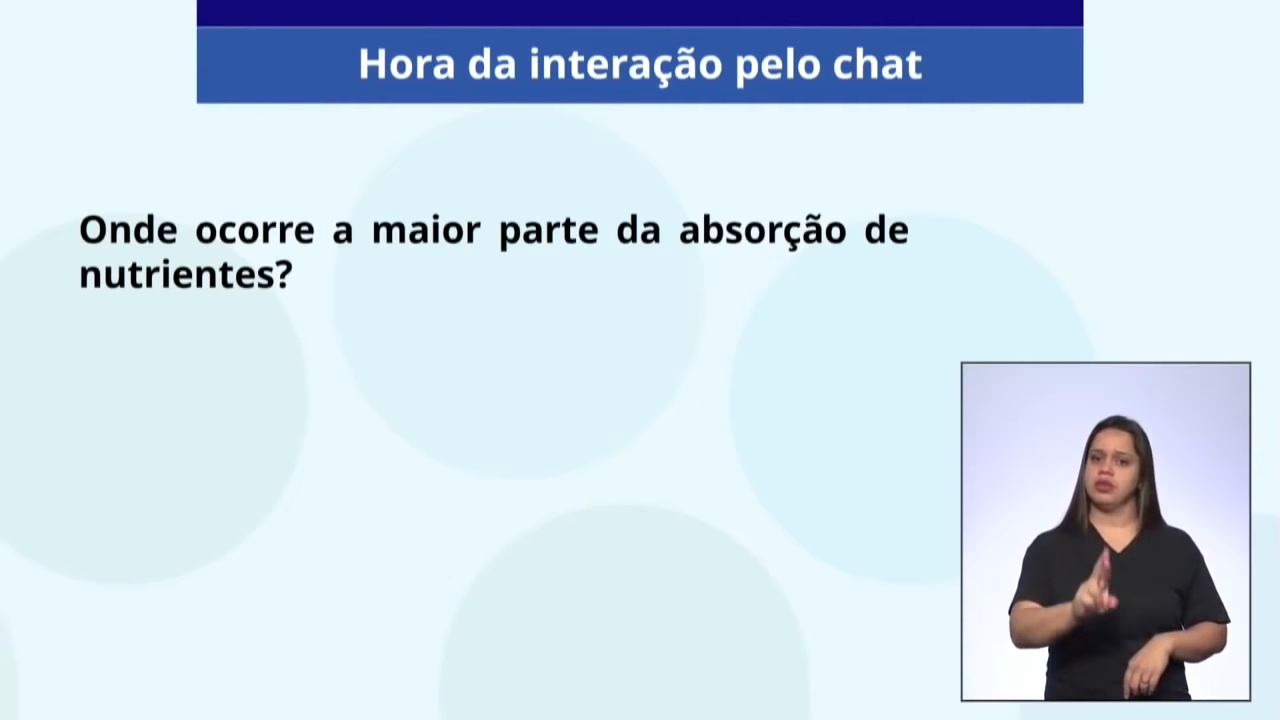 Hora da interação pelo chat
Onde ocorre a maior parte da absorção de
nutrientes?